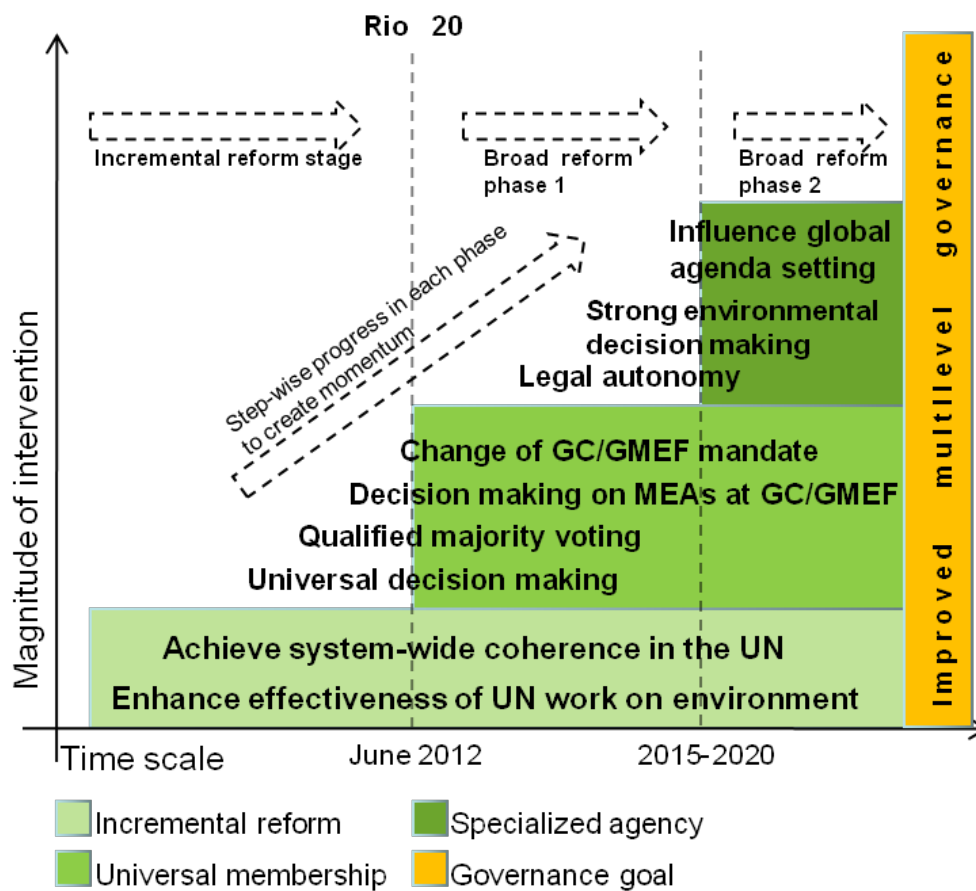 Rio 20
Incremental reform stage
Broad reform
phase 1
Broad reform
phase 2
Step-wise progress in each phase
to create momentum
Influence global
agenda setting
Strong environmental
decision making
Legal autonomy
Change of GC/GMEF mandate
Decision making on MEAs at GC/GMEF
Qualified majority voting
Universal decision making
Achieve system-wide coherence in the UN
Enhance effectiveness of UN work on environment
Improved multilevel governance
Magnitude of intervention
Time scale
June 2012
2015-2020
Incremental reform
Specialized agency
Universal membership
Governance goal